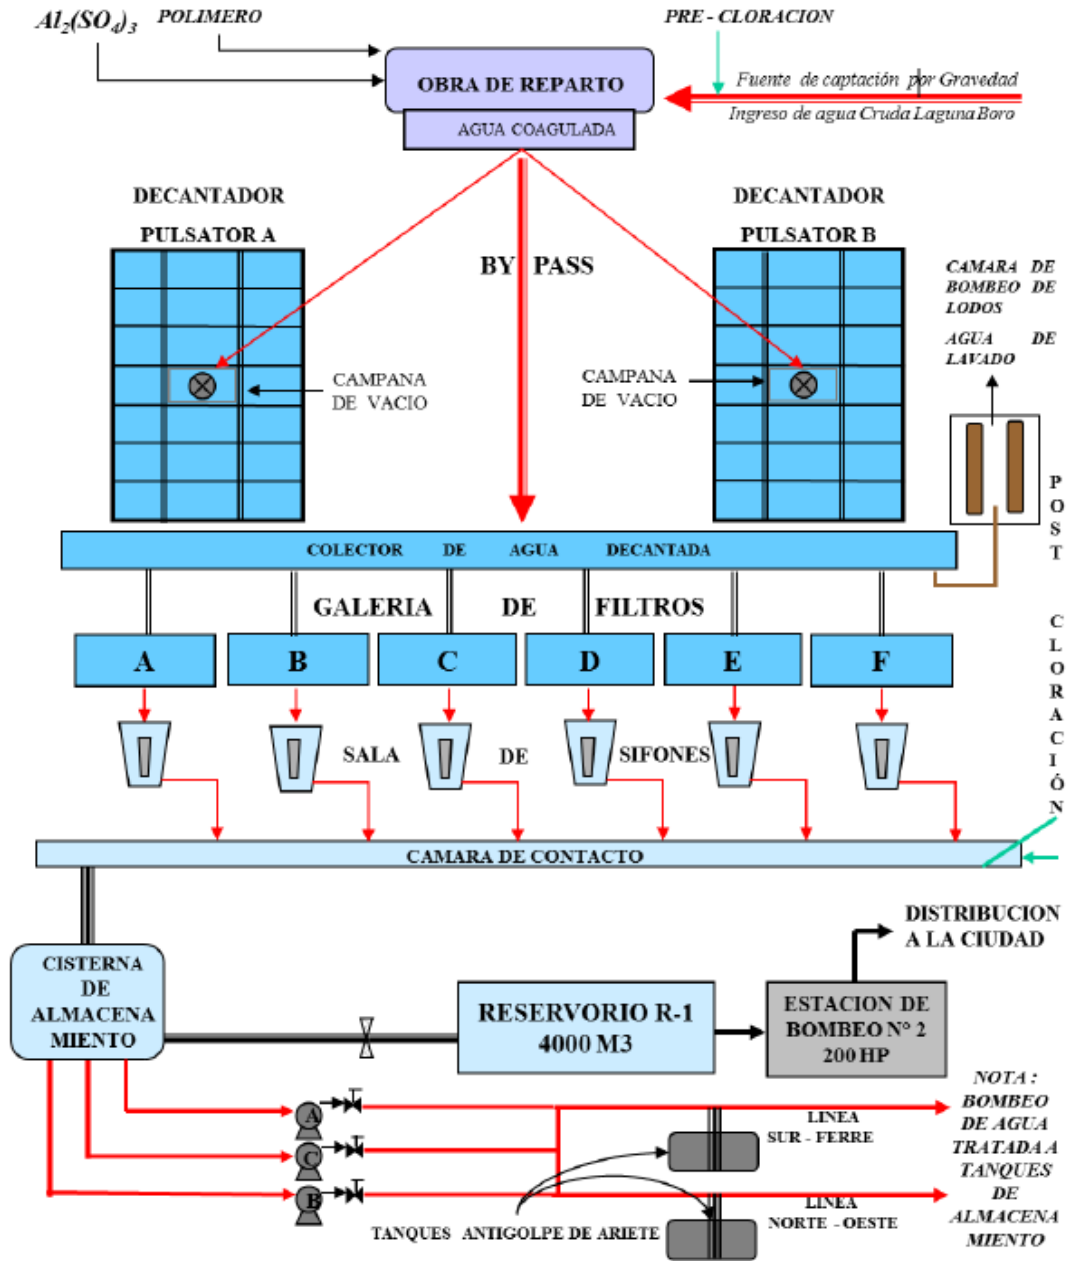 Al₂(SO₄)₃
POLIMERO
PRE - CLORACION
OBRA DE REPARTO
AGUA COAGULADA
Fuente de captación por Gravedad
Ingreso de agua Cruda Laguna Boro
DECANTADOR
PULSATOR A
DECANTADOR
PULSATOR B
BY PASS
CAMARA DE
BOMBEO DE
LODOS
AGUA DE
LAVADO
CAMPANA
DE VACIO
CAMPANA
DE VACIO
POST
CLORACIÓN
COLECTOR DE AGUA DECANTADA
GALERIA DE FILTROS
A
B
C
D
E
F
SALA DE SIFONES
CAMARA DE CONTACTO
DISTRIBUCION
A LA CIUDAD
CISTERNA
DE
ALMACENA
MIENTO
RESERVORIO R-1
4000 M3
ESTACION DE
BOMBEO N° 2
200 HP
A
C
B
LINEA
SUR - FERRE
LINEA
NORTE - OESTE
TANQUES ANTIGOLPE DE ARIETE
NOTA :
BOMBEO
DE AGUA
TRATADA A
TANQUES
DE
ALMACENA
MIENTO